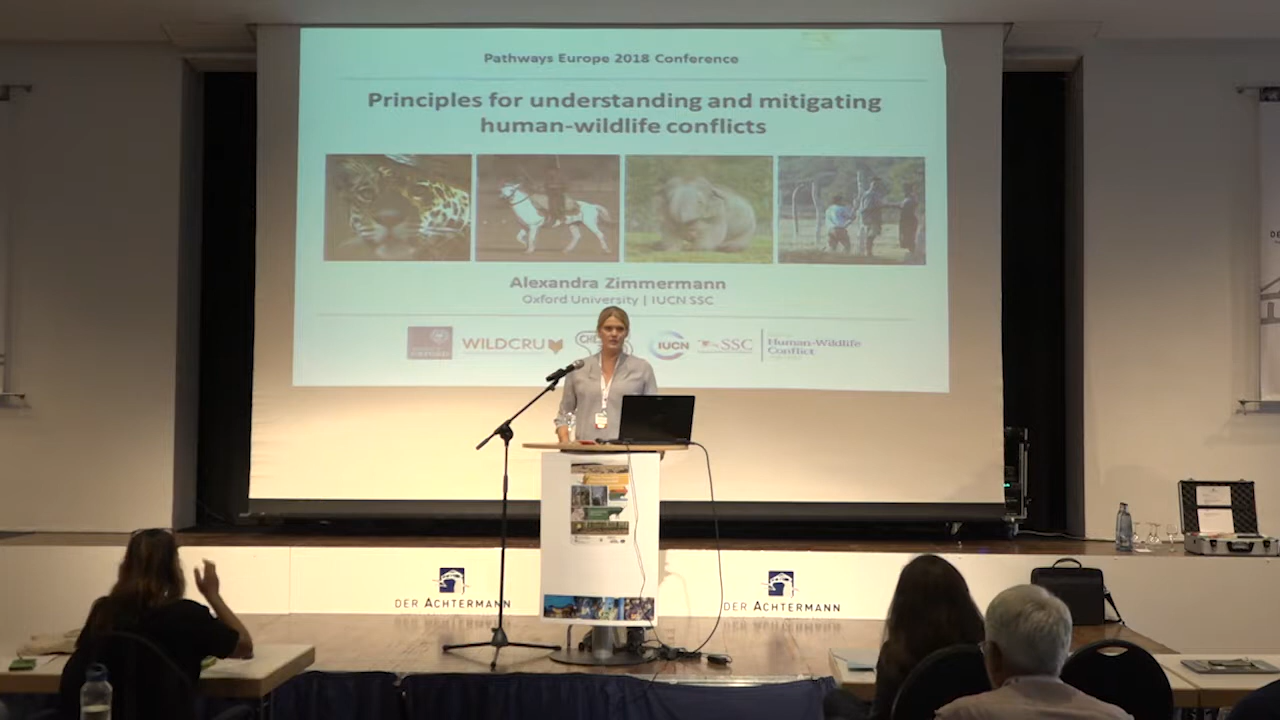 Pathways Europe 2018 Conference
Principles for understanding and mitigating
human-wildlife conflicts
Alexandra Zimmermann
Oxford University | IUCN SSC
WILDCRU
IUCN
SSC
Human-Wildlife
Conflict
DER ACHTERMANN
DER ACHTERMANN